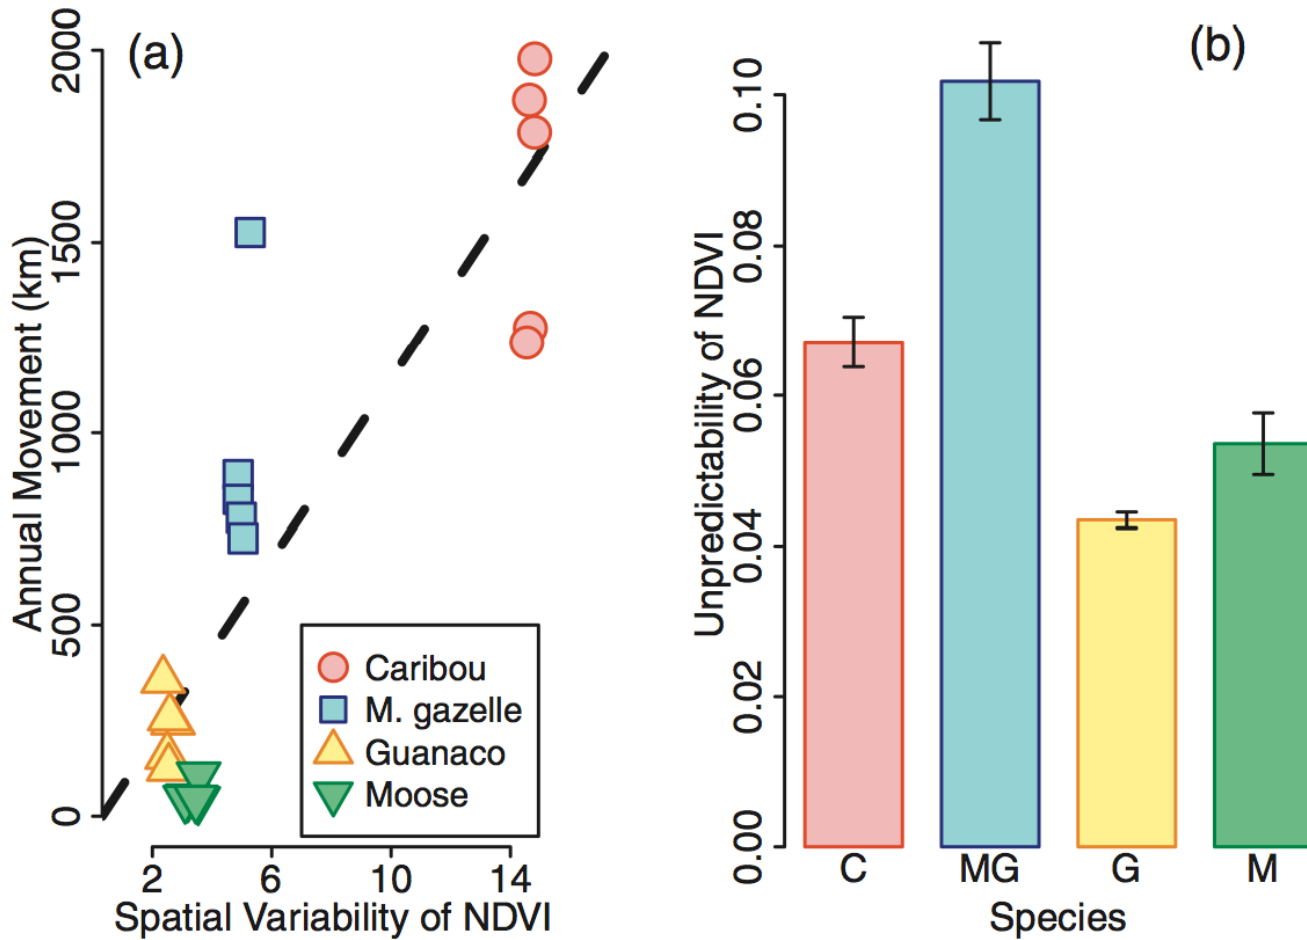 (a)
2000
1500
1000
500
0
Annual Movement (km)
2 6 10 14
Spatial Variability of NDVI
Caribou
M. gazelle
Guanaco
Moose
(b)
0.10
0.08
0.06
0.04
0.02
0.00
Unpredictability of NDVI
C MG G M
Species